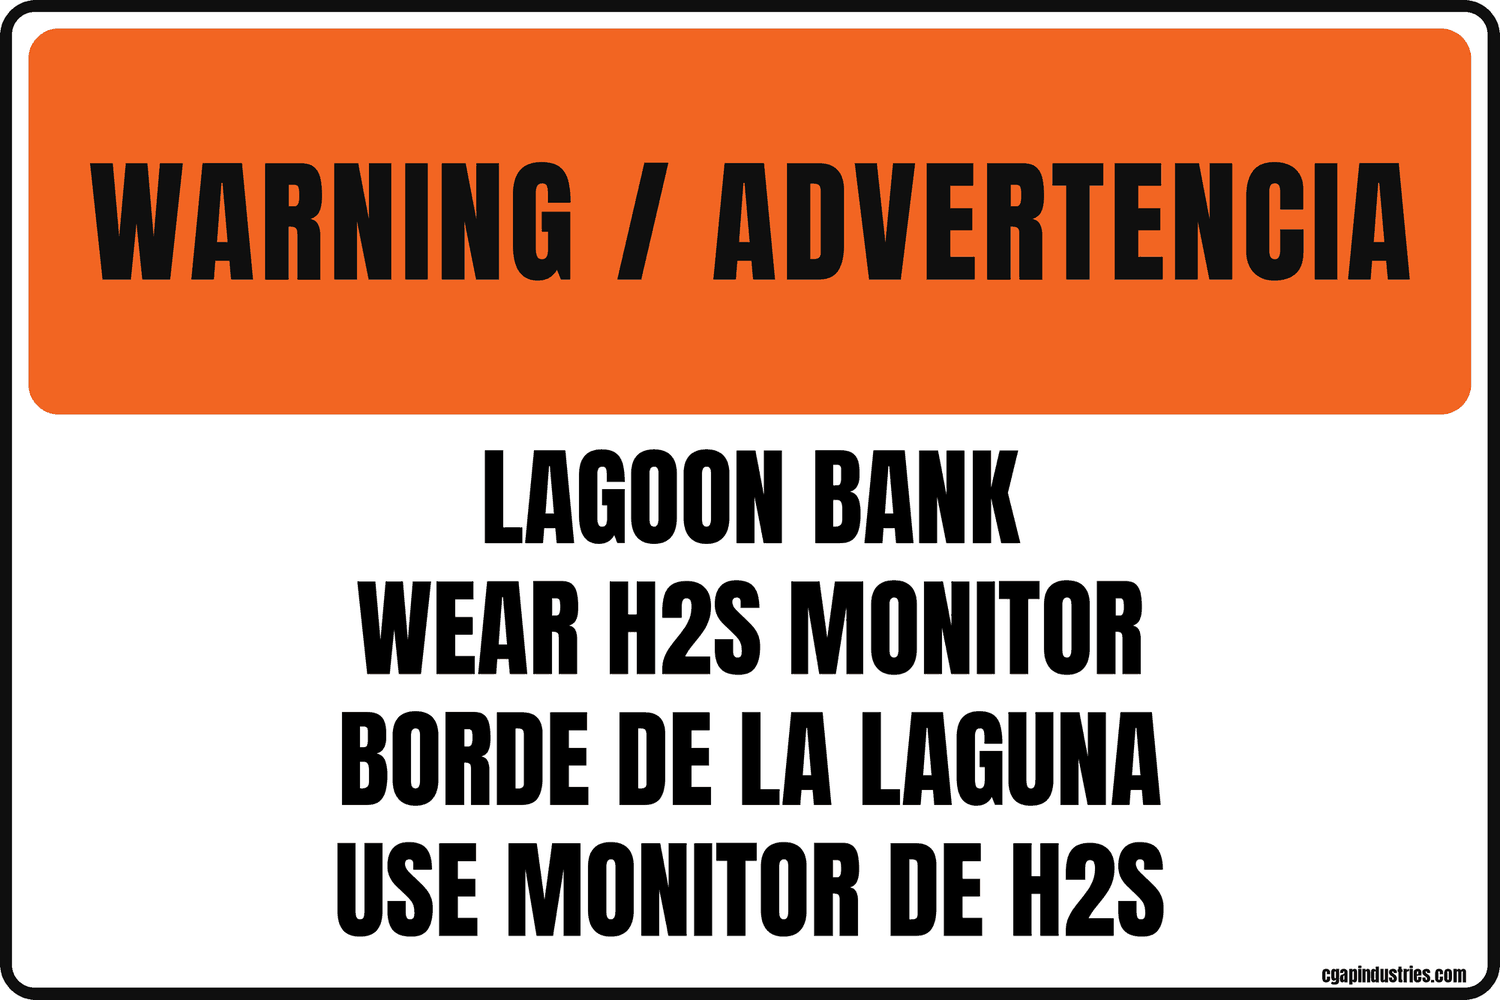 WARNING / ADVERTENCIA
LAGOON BANK
WEAR H2S MONITOR
BORDE DE LA LAGUNA
USE MONITOR DE H2S
cgapindustries.com